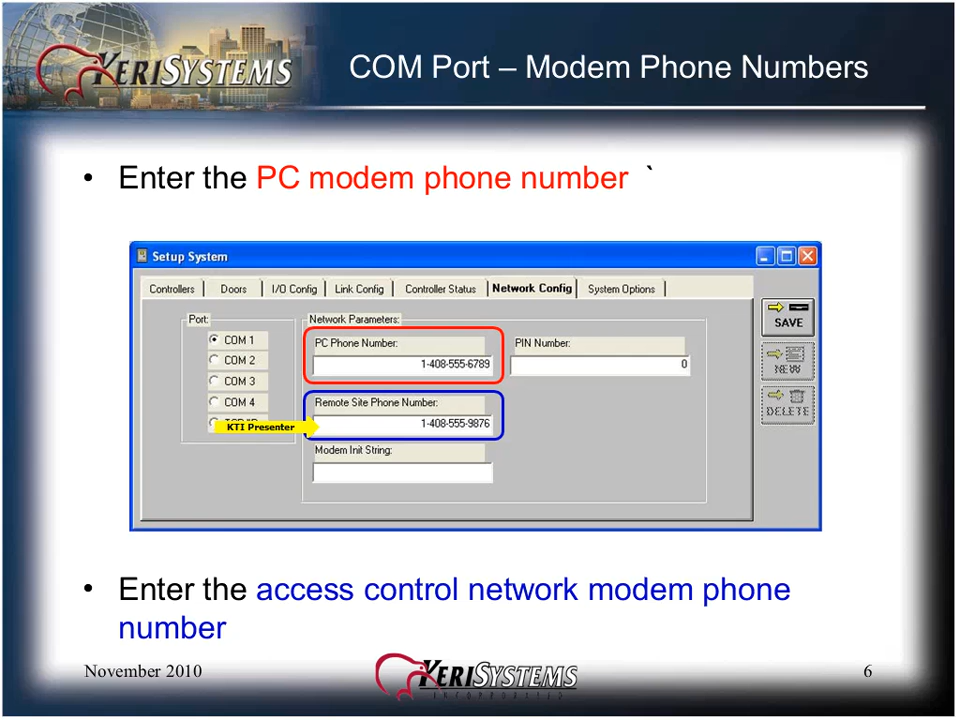 KERISYSTEMS
COM Port – Modem Phone Numbers
• Enter the PC modem phone number `
Setup System
Controllers Doors I/O Config Link Config Controller Status Network Config System Options
Port:
COM 1
COM 2
COM 3
COM 4
KTI Presenter
Network Parameters:
PC Phone Number:
1-408-555-6789
PIN Number:
0
Remote Site Phone Number:
1-408-555-9876
Modem Init String:
SAVE
NEW
DELETE
• Enter the access control network modem phone
number
November 2010
KERISYSTEMS
INCORPORATED
6